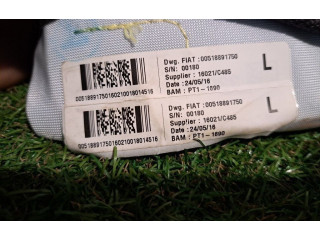 Dwg. FIAT :00518891750
S/N: 00180
Supplier : 16021/C485
Date :24/05/16
BAM : PT1-1890
L
00518891750160210018014516
Dwg. FIAT :00518891750
S/N: 00180
Supplier : 16021/C485
Date :24/05/16
BAM : PT1-1890
L
00518891750160210018014516